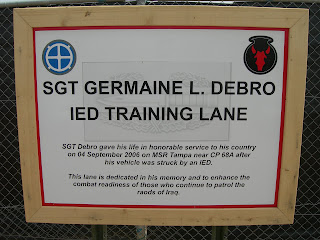 SGT GERMAINE L. DEBRO
IED TRAINING LANE
SGT Debro gave his life in honorable service to his country
on 04 September 2006 on MSR Tampa near CP 68A after
his vehicle was struck by an IED.
This lane is dedicated in his memory and to enhance the
combat readiness of those who continue to patrol the
raods of Iraq.